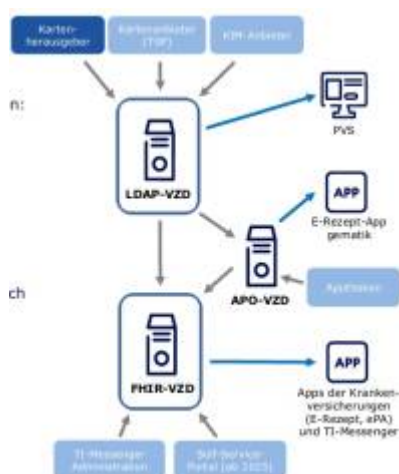 Karten-
herausgeber
Kartenanbieter
(TSP)
KIM-Anbieter
n:
PVS
LDAP-VZD
APP
E-Rezept-App
gematik
APO-VZD
Apotheken
ch
FHIR-VZD
APP
Apps der Kranken-
versicherungen
(E-Rezept, ePA)
und TI-Messenger
TI-Messenger
Administration
Self-Service-
Portal (ab 2025)